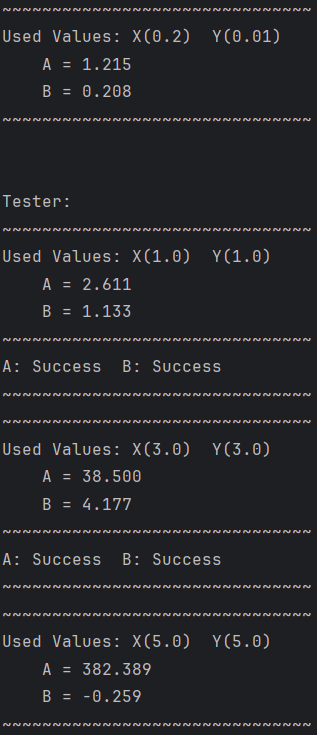 ~~~~~~~~~~~~~~~~~~~~~~~~~~~~~~~
Used Values: X(0.2)  Y(0.01)
    A = 1.215
    B = 0.208
~~~~~~~~~~~~~~~~~~~~~~~~~~~~~~~
Tester:
~~~~~~~~~~~~~~~~~~~~~~~~~~~~~~~
Used Values: X(1.0)  Y(1.0)
    A = 2.611
    B = 1.133
~~~~~~~~~~~~~~~~~~~~~~~~~~~~~~~
A: Success  B: Success
~~~~~~~~~~~~~~~~~~~~~~~~~~~~~~~
~~~~~~~~~~~~~~~~~~~~~~~~~~~~~~~
Used Values: X(3.0)  Y(3.0)
    A = 38.500
    B = 4.177
~~~~~~~~~~~~~~~~~~~~~~~~~~~~~~~
A: Success  B: Success
~~~~~~~~~~~~~~~~~~~~~~~~~~~~~~~
~~~~~~~~~~~~~~~~~~~~~~~~~~~~~~~
Used Values: X(5.0)  Y(5.0)
    A = 382.389
    B = -0.259
~~~~~~~~~~~~~~~~~~~~~~~~~~~~~~~